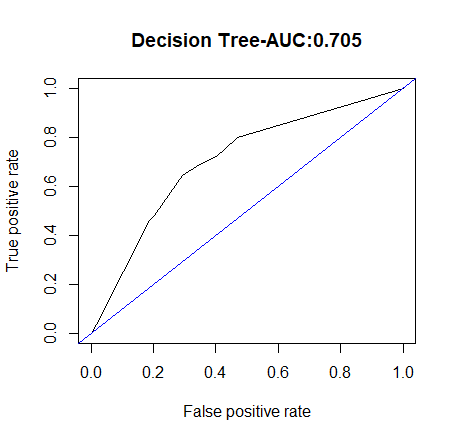 Decision Tree-AUC:0.705
True positive rate
1.0
0.8
0.6
0.4
0.2
0.0
0.0 0.2 0.4 0.6 0.8 1.0
False positive rate